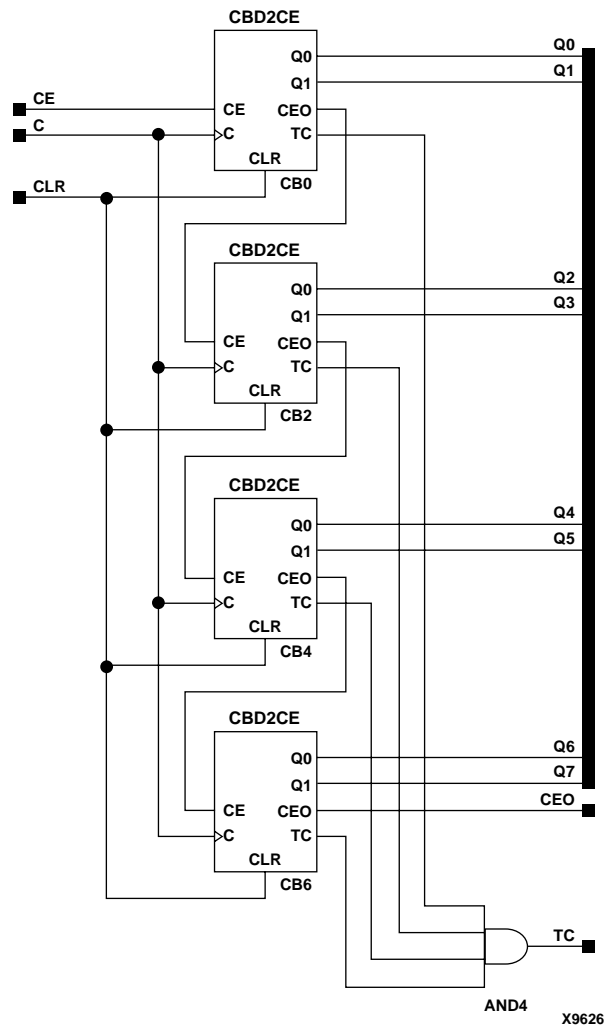 CBD2CE
Q0 Q0
Q1 Q1
CE CE CEO
C C TC
CLR
CLR CB0
CBD2CE
Q0 Q2
Q1 Q3
CE CEO
C TC
CLR
CB2
CBD2CE
Q0 Q4
Q1 Q5
CE CEO
C TC
CLR
CB4
CBD2CE
Q0 Q6
Q1 Q7
CE CEO CEO
C TC
CLR
CB6
TC
AND4
X9626